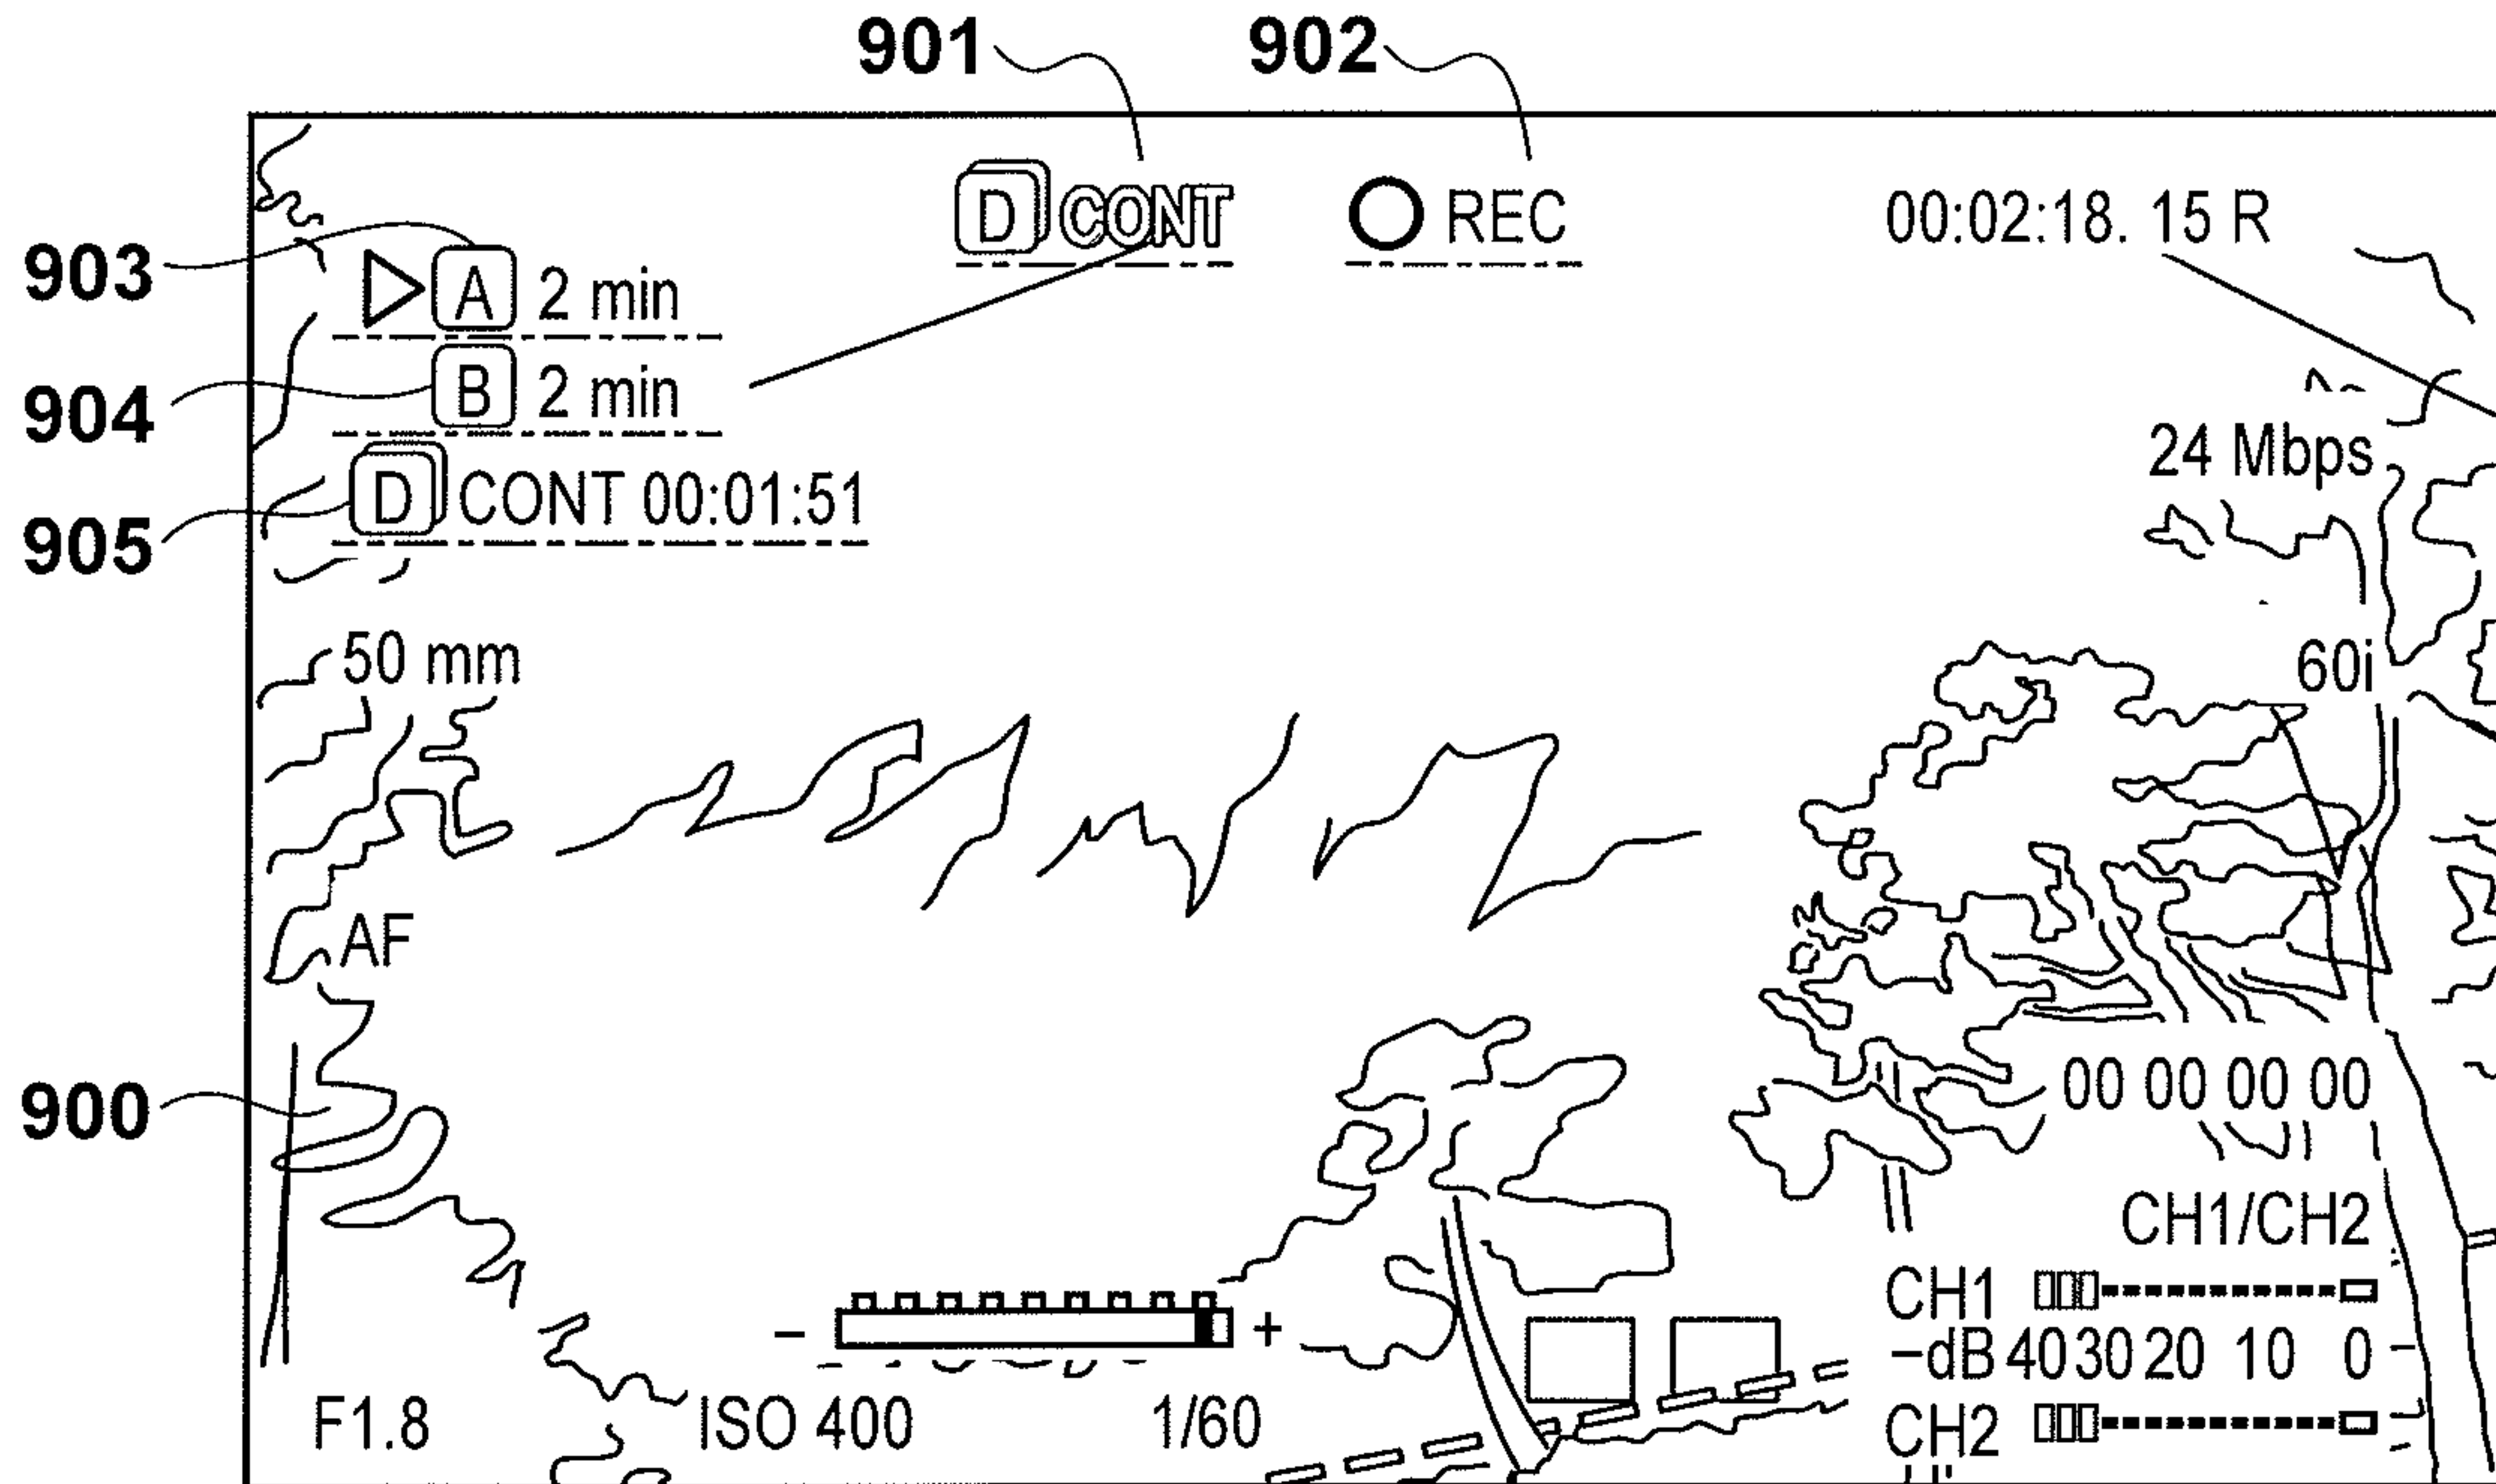 901 902
D CONT REC 00:02:18. 15 R
903 A 2 min
904 B 2 min
24 Mbps
905 D CONT 00:01:51
50 mm 60i
AF
900 00 00 00 00
CH1/CH2
CH1
- +
-dB 40 30 20 10 0
F1.8 ISO 400 1/60
CH2